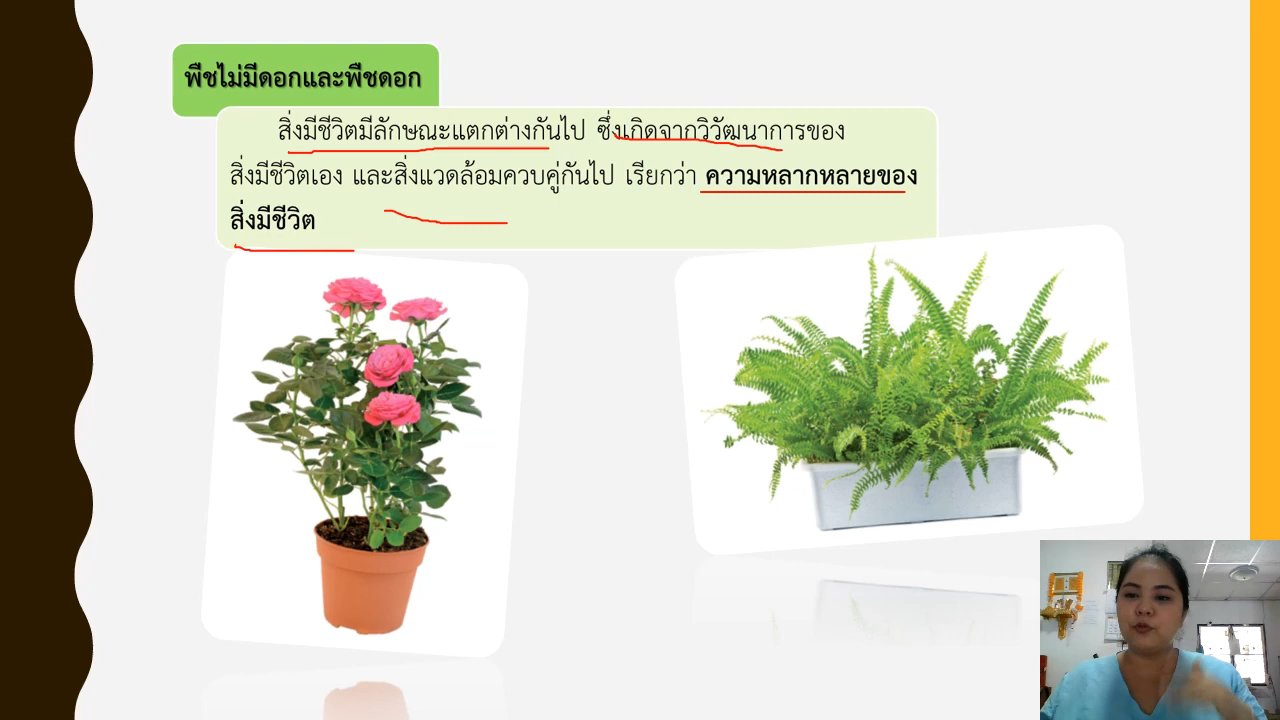 พืชไม่มีดอกและพืชดอก
สิ่งมีชีวิตมีลักษณะแตกต่างกันไป ซึ่งเกิดจากวิวัฒนาการของ
สิ่งมีชีวิตเอง และสิ่งแวดล้อมควบคู่กันไป เรียกว่า ความหลากหลายของ
สิ่งมีชีวิต